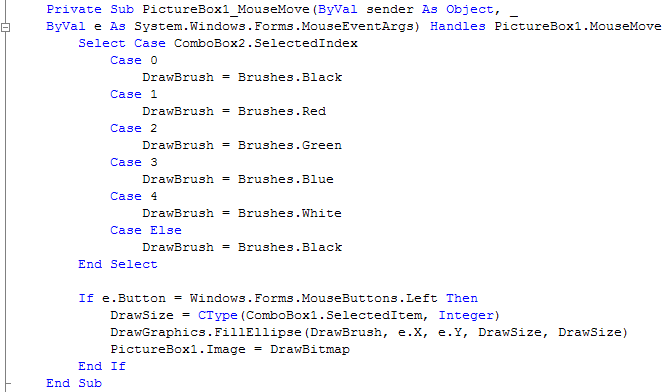 Private Sub PictureBox1_MouseMove(ByVal sender As Object, _
ByVal e As System.Windows.Forms.MouseEventArgs) Handles PictureBox1.MouseMove
    Select Case ComboBox2.SelectedIndex
        Case 0
            DrawBrush = Brushes.Black
        Case 1
            DrawBrush = Brushes.Red
        Case 2
            DrawBrush = Brushes.Green
        Case 3
            DrawBrush = Brushes.Blue
        Case 4
            DrawBrush = Brushes.White
        Case Else
            DrawBrush = Brushes.Black
    End Select

    If e.Button = Windows.Forms.MouseButtons.Left Then
        DrawSize = CType(ComboBox1.SelectedItem, Integer)
        DrawGraphics.FillEllipse(DrawBrush, e.X, e.Y, DrawSize, DrawSize)
        PictureBox1.Image = DrawBitmap
    End If
End Sub